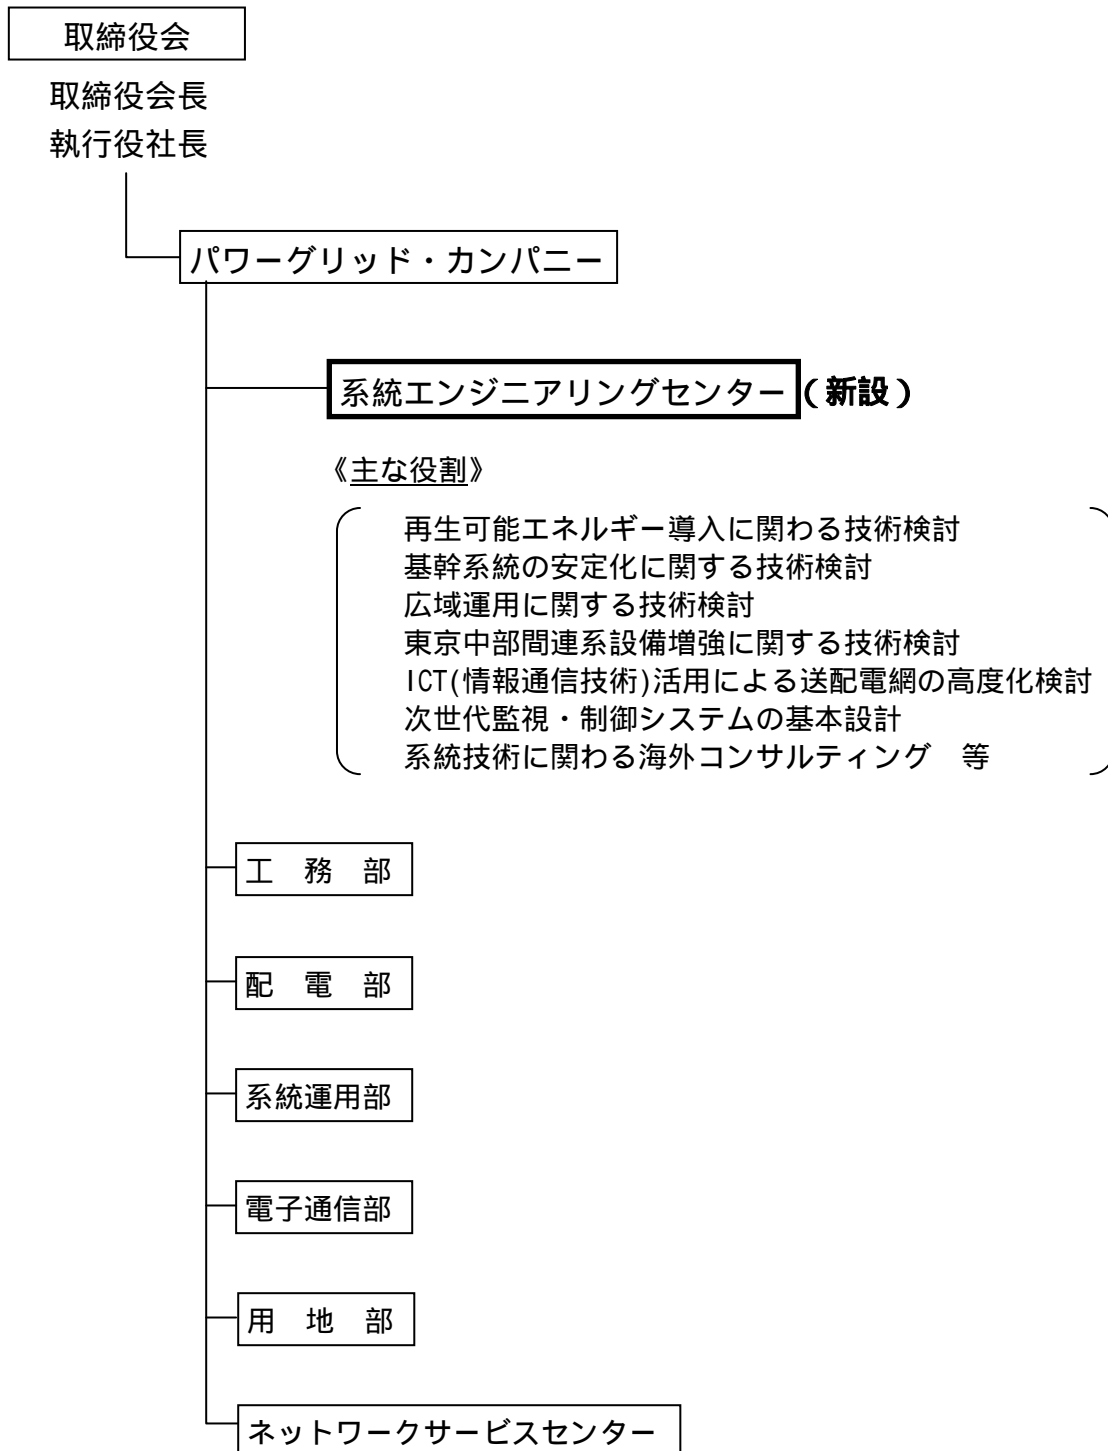 取締役会
取締役会長
執行役社長
パワーグリッド・カンパニー
系統エンジニアリングセンター(新設)
《主な役割》
再生可能エネルギー導入に関わる技術検討
基幹系統の安定化に関する技術検討
広域運用に関する技術検討
東京中部間連系設備増強に関する技術検討
ICT(情報通信技術)活用による送配電網の高度化検討
次世代監視・制御システムの基本設計
系統技術に関わる海外コンサルティング　等
工　務　部
配　電　部
系統運用部
電子通信部
用　地　部
ネットワークサービスセンター